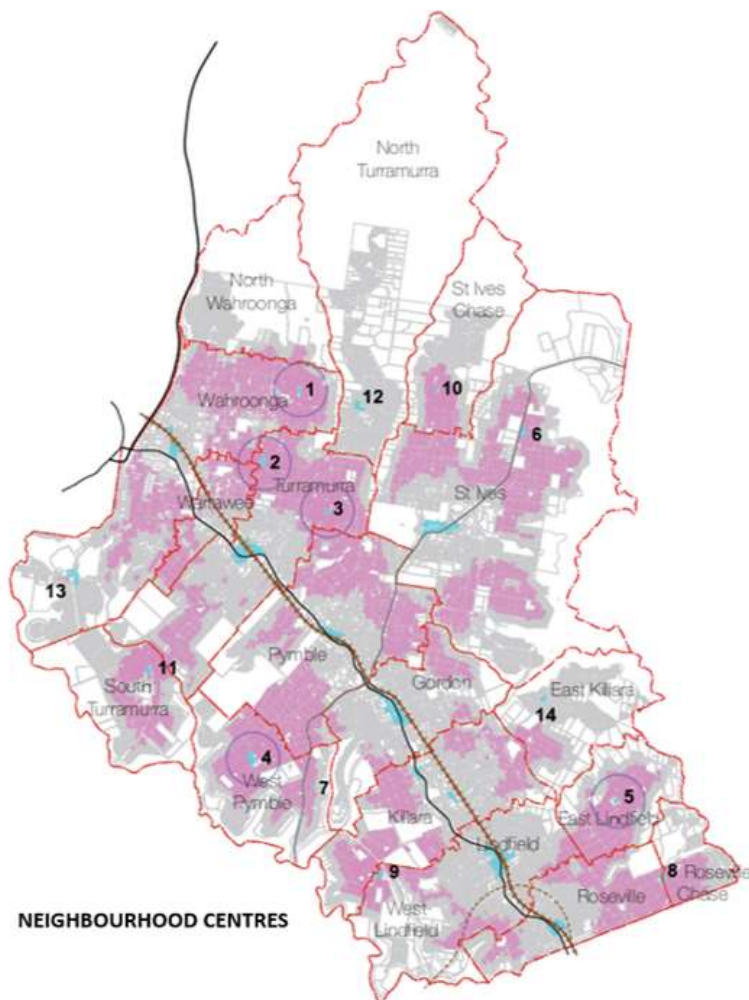 North
Turramurra
North
Wahroonga
St Ives
Chase
1
10
12
Wahroonga
6
2
Turramurra
St Ives
Warrawee
3
13
11
Pymble
Gordon
South
Turramurra
East Killara
14
4
West
Pymble
7
5
Killara
East Lindfield
Lindfield
8
Roseville
Chase
9
Roseville
West
Lindfield
NEIGHBOURHOOD CENTRES